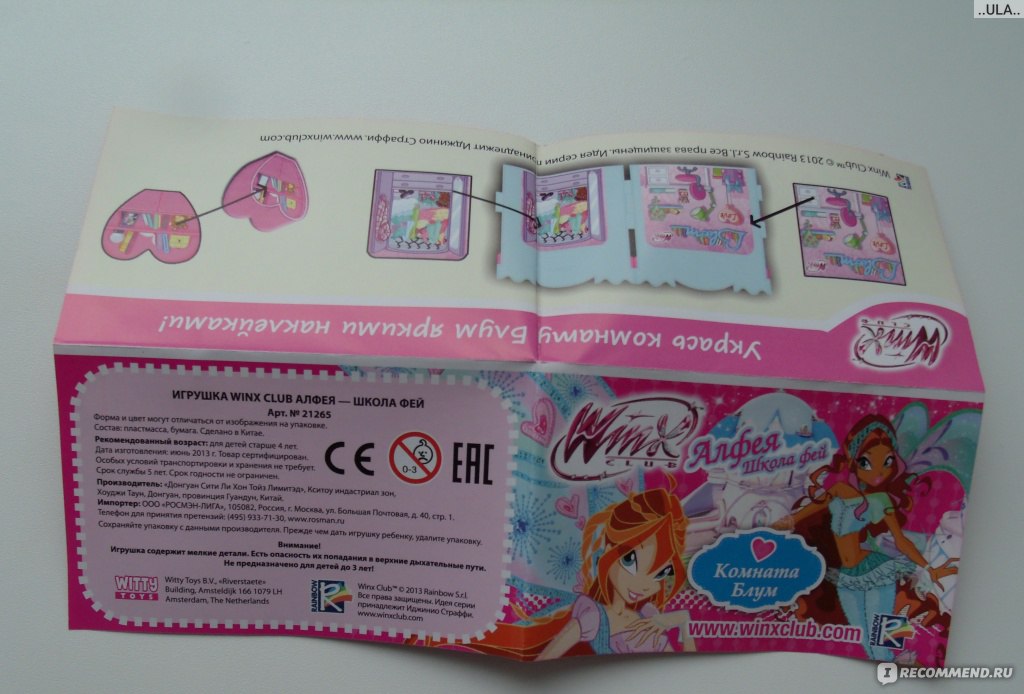 ..ULA..
Winx Club™ © 2013 Rainbow S.r.l. Все права защищены. Идея серии принадлежит Иджинио Страффи. www.winxclub.com
Укрась комнату Блум яркими наклейками!
Winx
CLUB
ИГРУШКА WINX CLUB АЛФЕЯ — ШКОЛА ФЕЙ
Арт. № 21265
Форма и цвет могут отличаться от изображения на упаковке.
Состав: пластмасса, бумага. Сделано в Китае.
Рекомендованный возраст: для детей старше 4 лет.
Дата изготовления: июнь 2013 г. Товар сертифицирован.
Особых условий транспортировки и хранения не требует.
Срок службы 5 лет. Срок годности не ограничен.
CE
0-3
EAC
Производитель: «Донгуан Сити Ли Хон Тойз Лимитэд», Кситоу индастриал зон,
Хоуджи Таун, Донгуан, провинция Гуандун, Китай.
Импортер: ООО «РОСМЭН-ЛИГА», 105082, Россия, г. Москва, ул. Большая Почтовая, д. 40, стр. 1.
Телефон для принятия претензий: (495) 933-71-30, www.rosman.ru
Сохраняйте упаковку с данными производителя. Прежде чем дать игрушку ребенку, удалите упаковку.
Внимание!
Игрушка содержит мелкие детали. Есть опасность их попадания в верхние дыхательные пути.
Не предназначено для детей до 3 лет!
WITTY
TOYS
Witty Toys B.V., «Riverstaete»
Building, Amsteldijk 166 1079 LH
Amsterdam, The Netherlands
RAINBOW
Winx Club™ © 2013 Rainbow S.r.l.
Все права защищены. Идея серии
принадлежит Иджинио Страффи.
www.winxclub.com
Winx
CLUB
Алфея
Школа фей
Комната
Блум
www.winxclub.com
RAINBOW
IRECOMMEND.RU